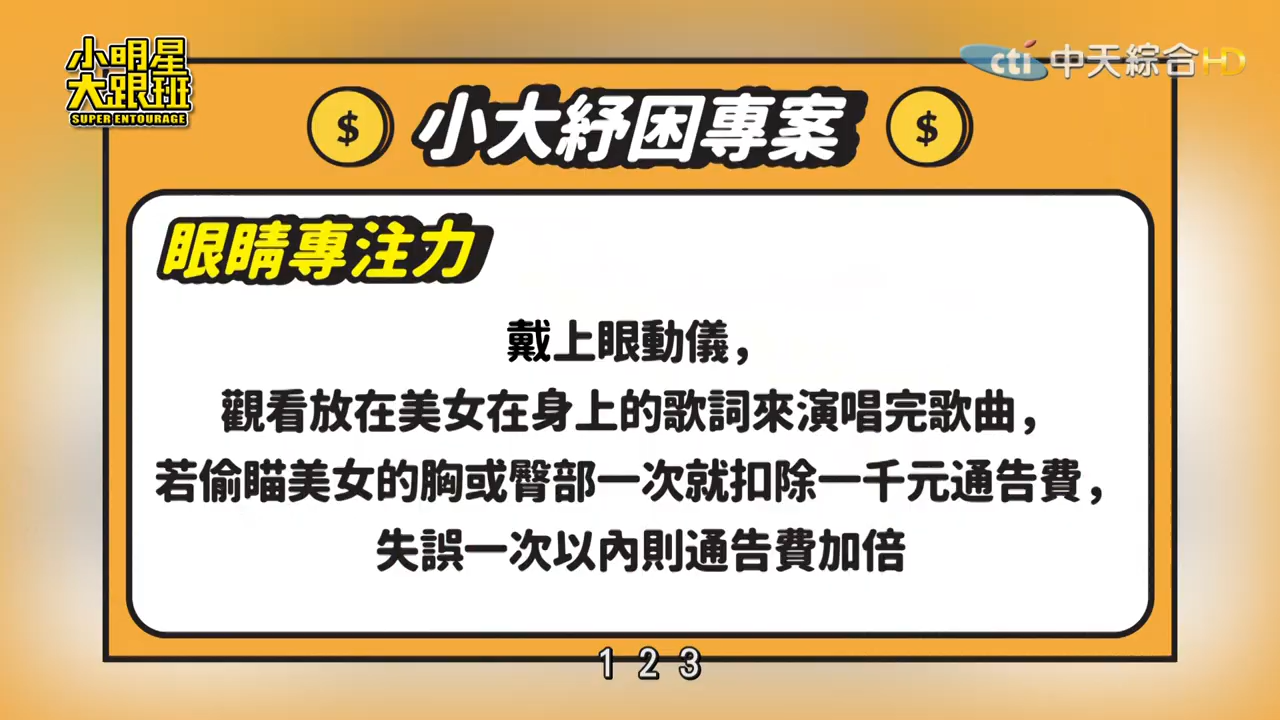 小明星
大跟班
SUPER ENTOURAGE
cti 中天綜合HD
$ 小大紓困專案 $
眼睛專注力
戴上眼動儀，
觀看放在美女在身上的歌詞來演唱完歌曲，
若偷瞄美女的胸或臀部一次就扣除一千元通告費，
失誤一次以內則通告費加倍
1 2 3